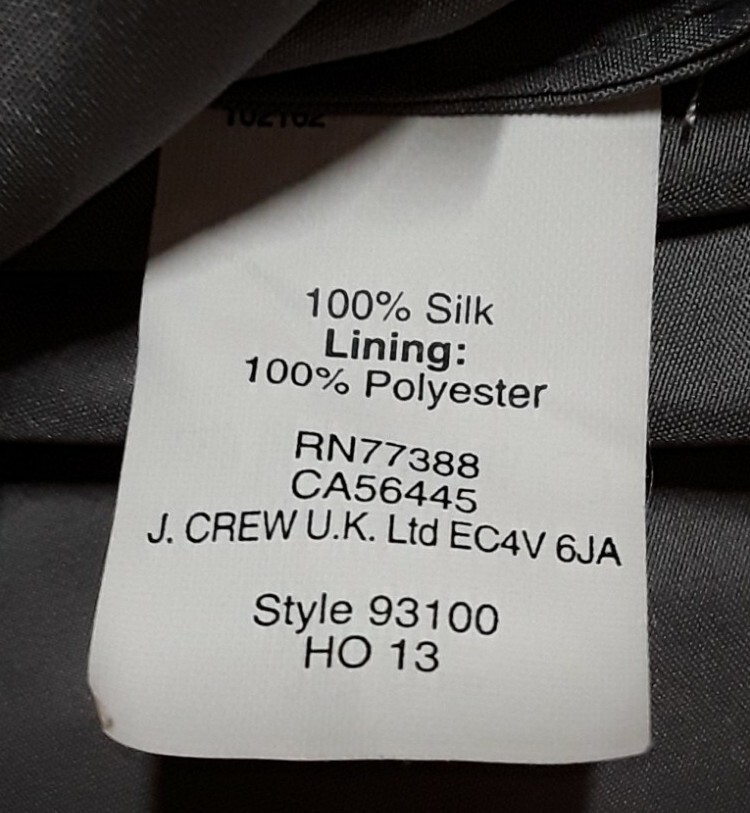 100% Silk
Lining:
100% Polyester
RN77388
CA56445
J. CREW U.K. Ltd EC4V 6JA
Style 93100
HO 13